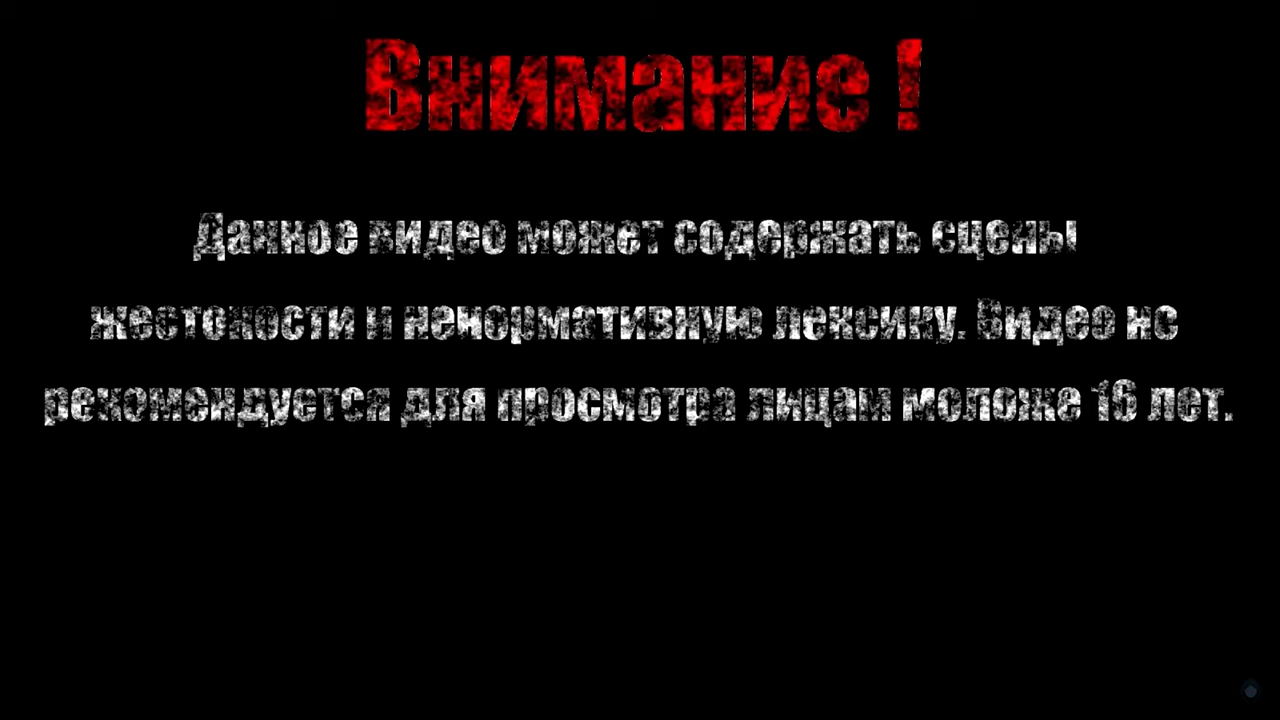 Внимание !
Данное видео может содержать сцены
жестокости и ненормативную лексику. Видео не
рекомендуется для просмотра лицам моложе 16 лет.